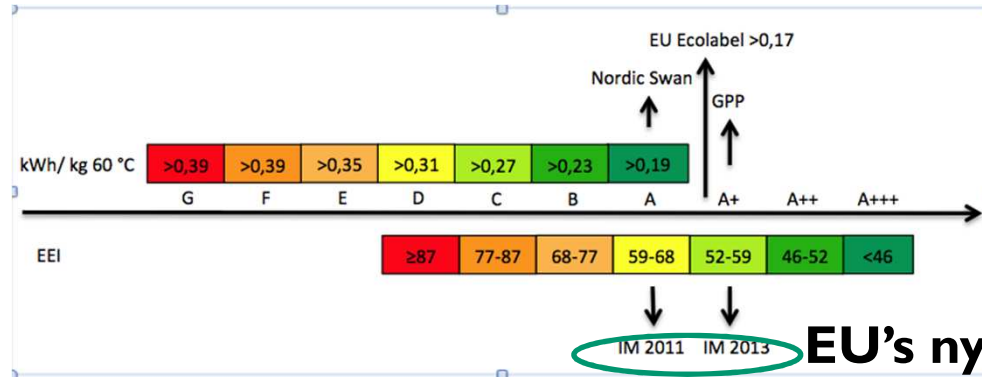 EU Ecolabel >0,17
Nordic Swan
GPP
kWh/ kg 60 °C >0,39 >0,39 >0,35 >0,31 >0,27 >0,23 >0,19
G F E D C B A A+ A++ A+++
EEI ≥87 77-87 68-77 59-68 52-59 46-52 <46
IM 2011 IM 2013
EU's ny